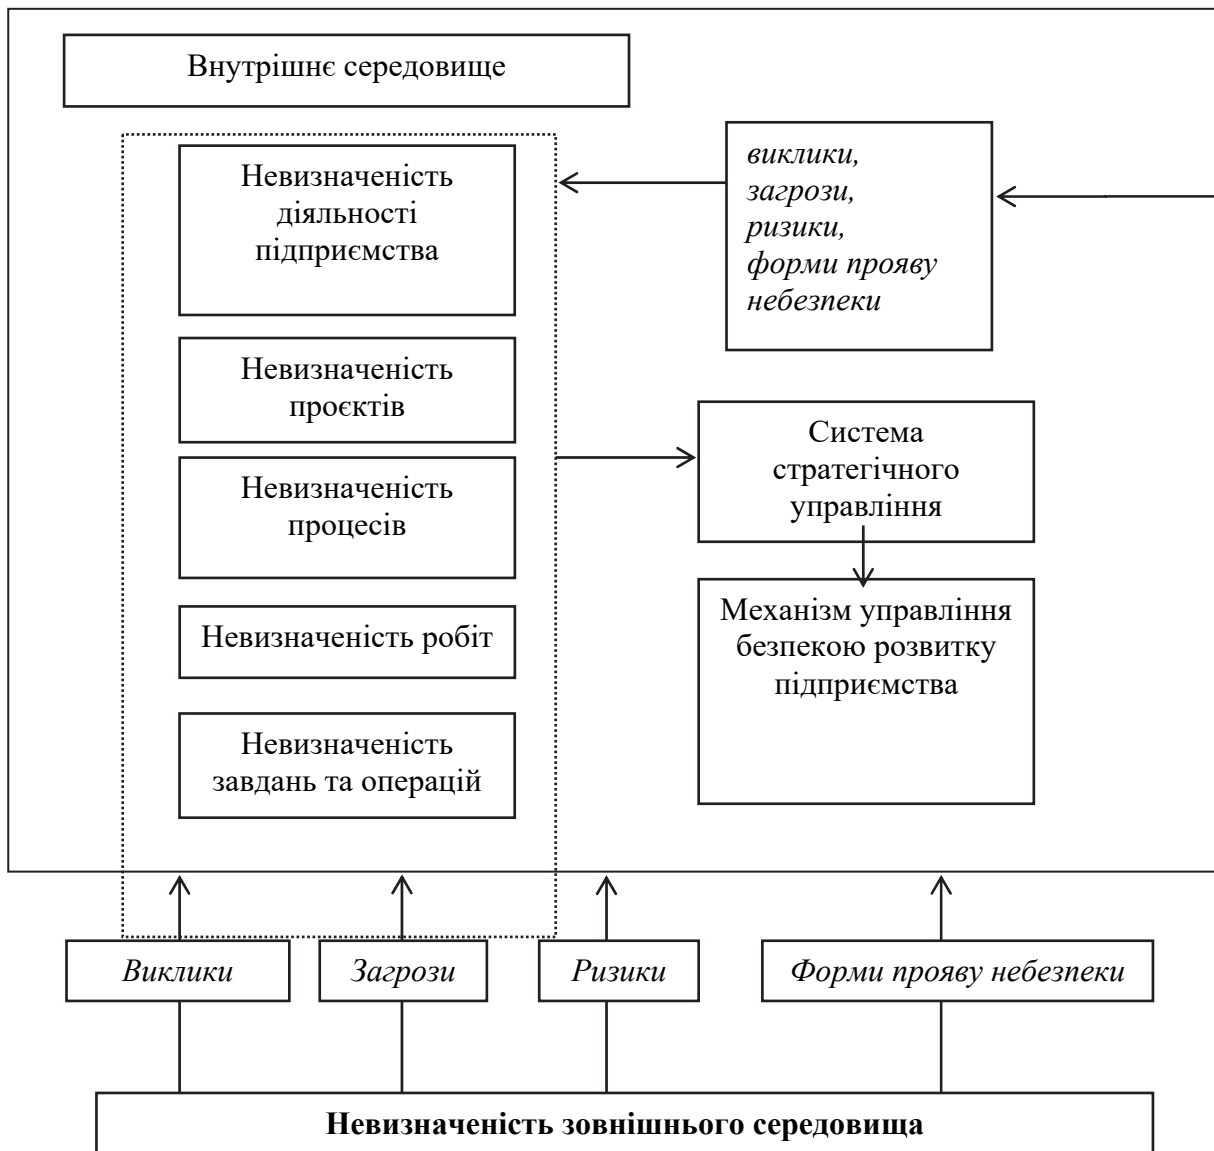 Внутрішнє середовище
Невизначеність
діяльності
підприємства
виклики,
загрози,
ризики,
форми прояву
небезпеки
Невизначеність
проєктів
Невизначеність
процесів
Система
стратегічного
управління
Невизначеність робіт
Механізм управління
безпекою розвитку
підприємства
Невизначеність
завдань та операцій
Виклики
Загрози
Ризики
Форми прояву небезпеки
Невизначеність зовнішнього середовища